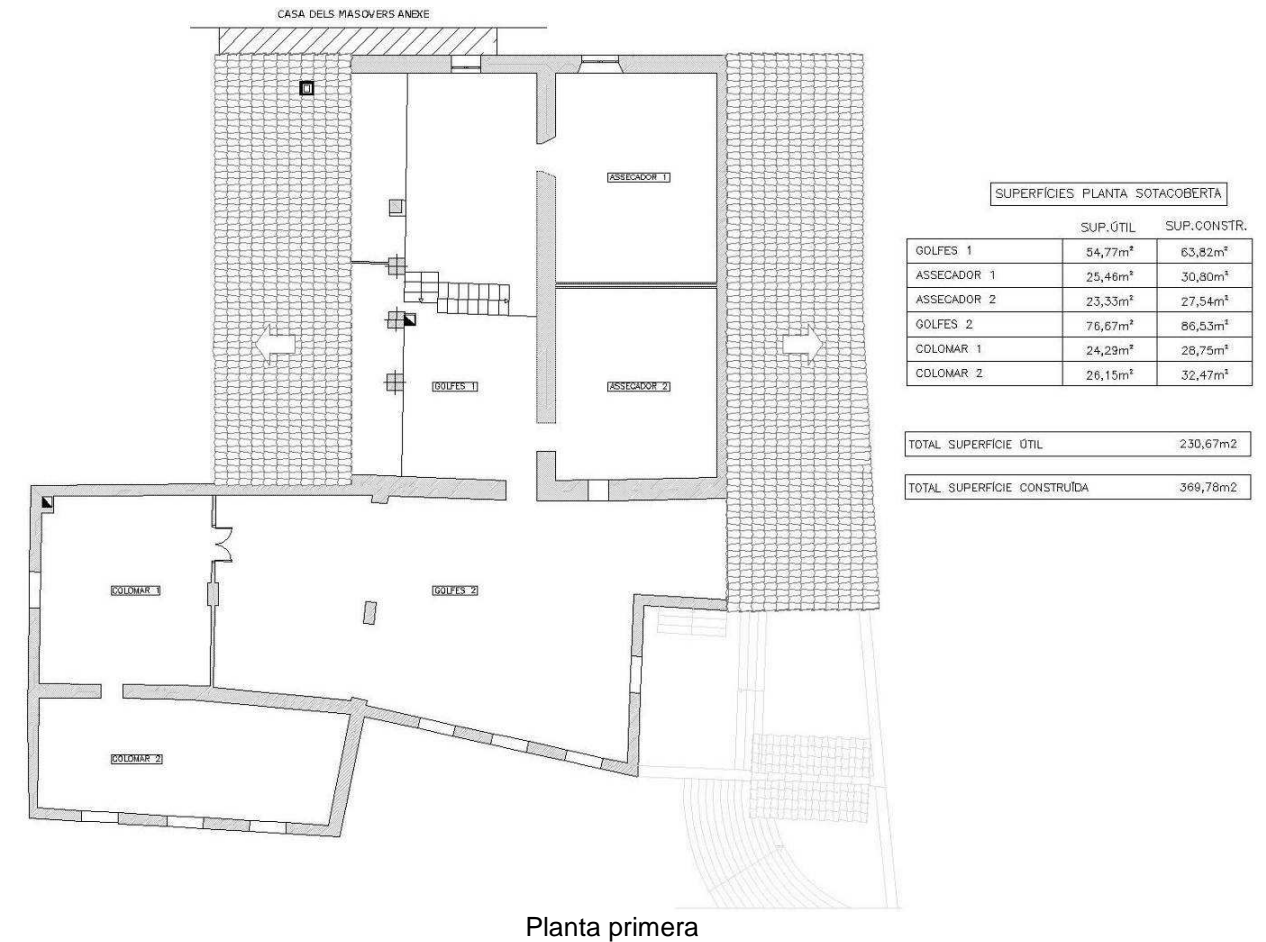 CASA DELS MASOVERS ANEXE
ASSECADOR 1
SUPERFÍCIES PLANTA SOTACOBERTA
SUP.ÚTIL SUP.CONSTR.
GOLFES 1 54,77m² 63,82m²
ASSECADOR 1 25,46m² 30,80m²
ASSECADOR 2 23,33m² 27,54m²
GOLFES 2 76,67m² 86,53m²
COLOMAR 1 24,29m² 28,75m²
COLOMAR 2 26,15m² 32,47m²
GOLFES 1
ASSECADOR 2
TOTAL SUPERFÍCIE ÚTIL 230,67m2
TOTAL SUPERFÍCIE CONSTRUÏDA 369,78m2
COLOMAR 1
GOLFES 2
COLOMAR 2
Planta primera